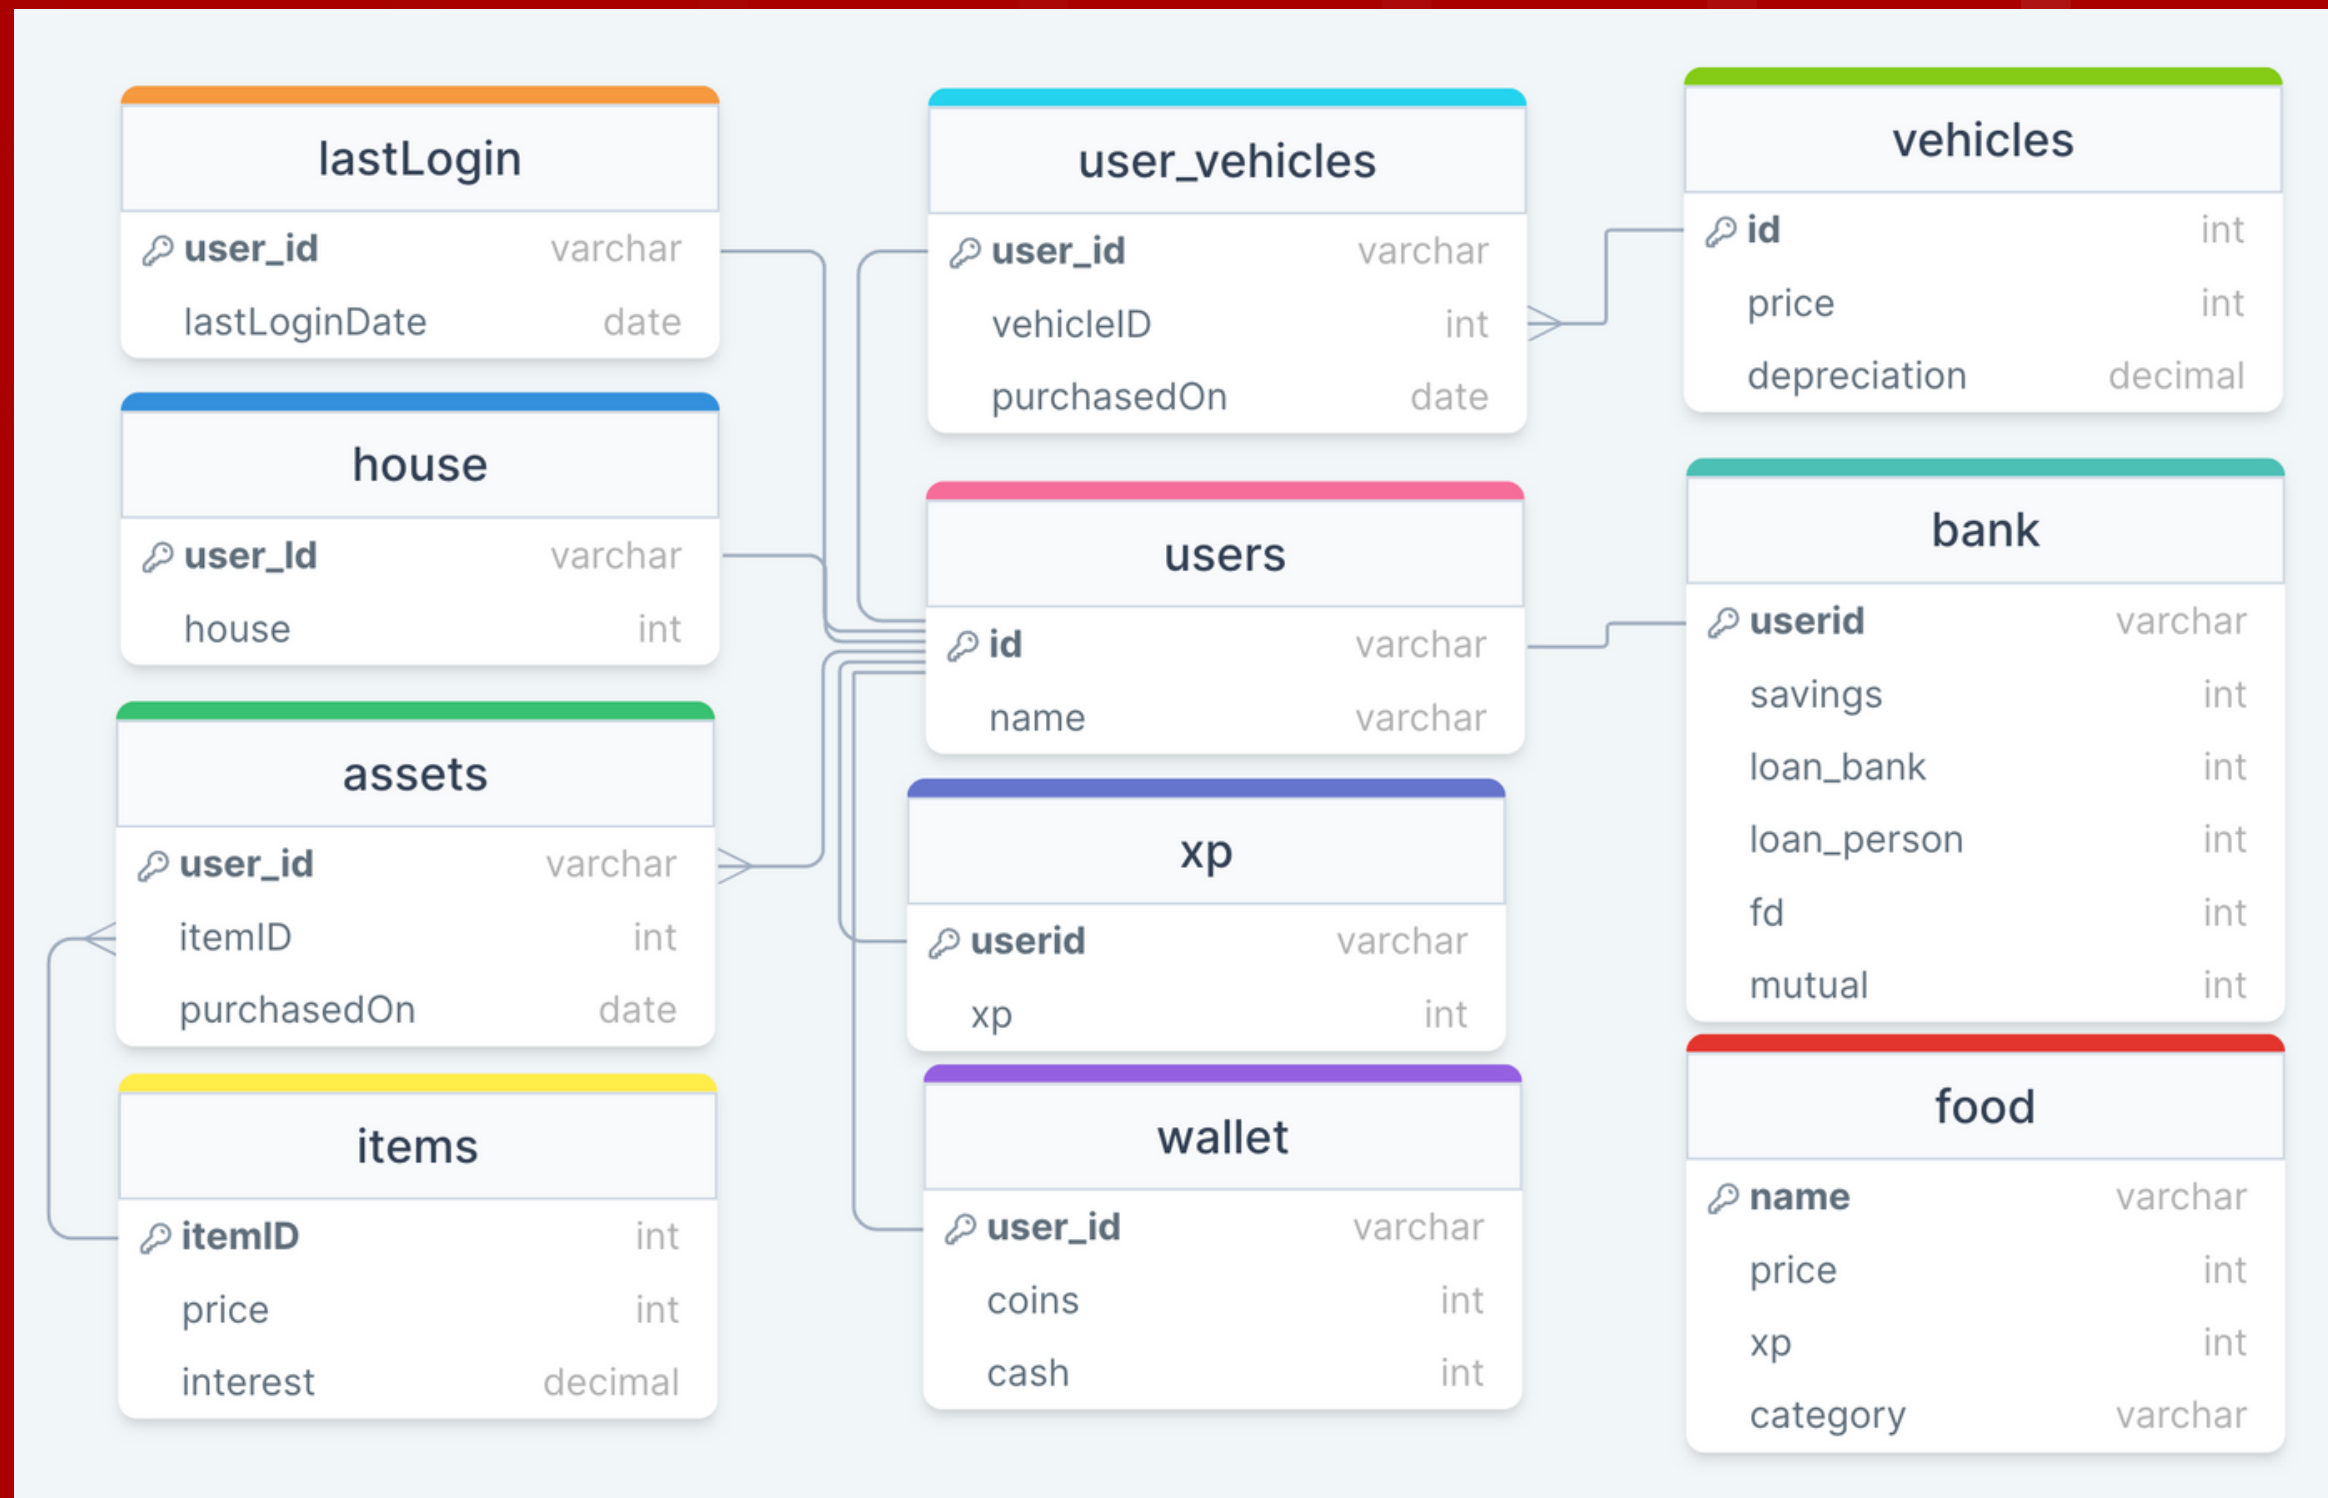 lastLogin
user_id varchar
lastLoginDate date
house
user_Id varchar
house int
assets
user_id varchar
itemID int
purchasedOn date
items
itemID int
price int
interest decimal
user_vehicles
user_id varchar
vehicleID int
purchasedOn date
users
id varchar
name varchar
xp
userid varchar
xp int
wallet
user_id varchar
coins int
cash int
vehicles
id int
price int
depreciation decimal
bank
userid varchar
savings int
loan_bank int
loan_person int
fd int
mutual int
food
name varchar
price int
xp int
category varchar